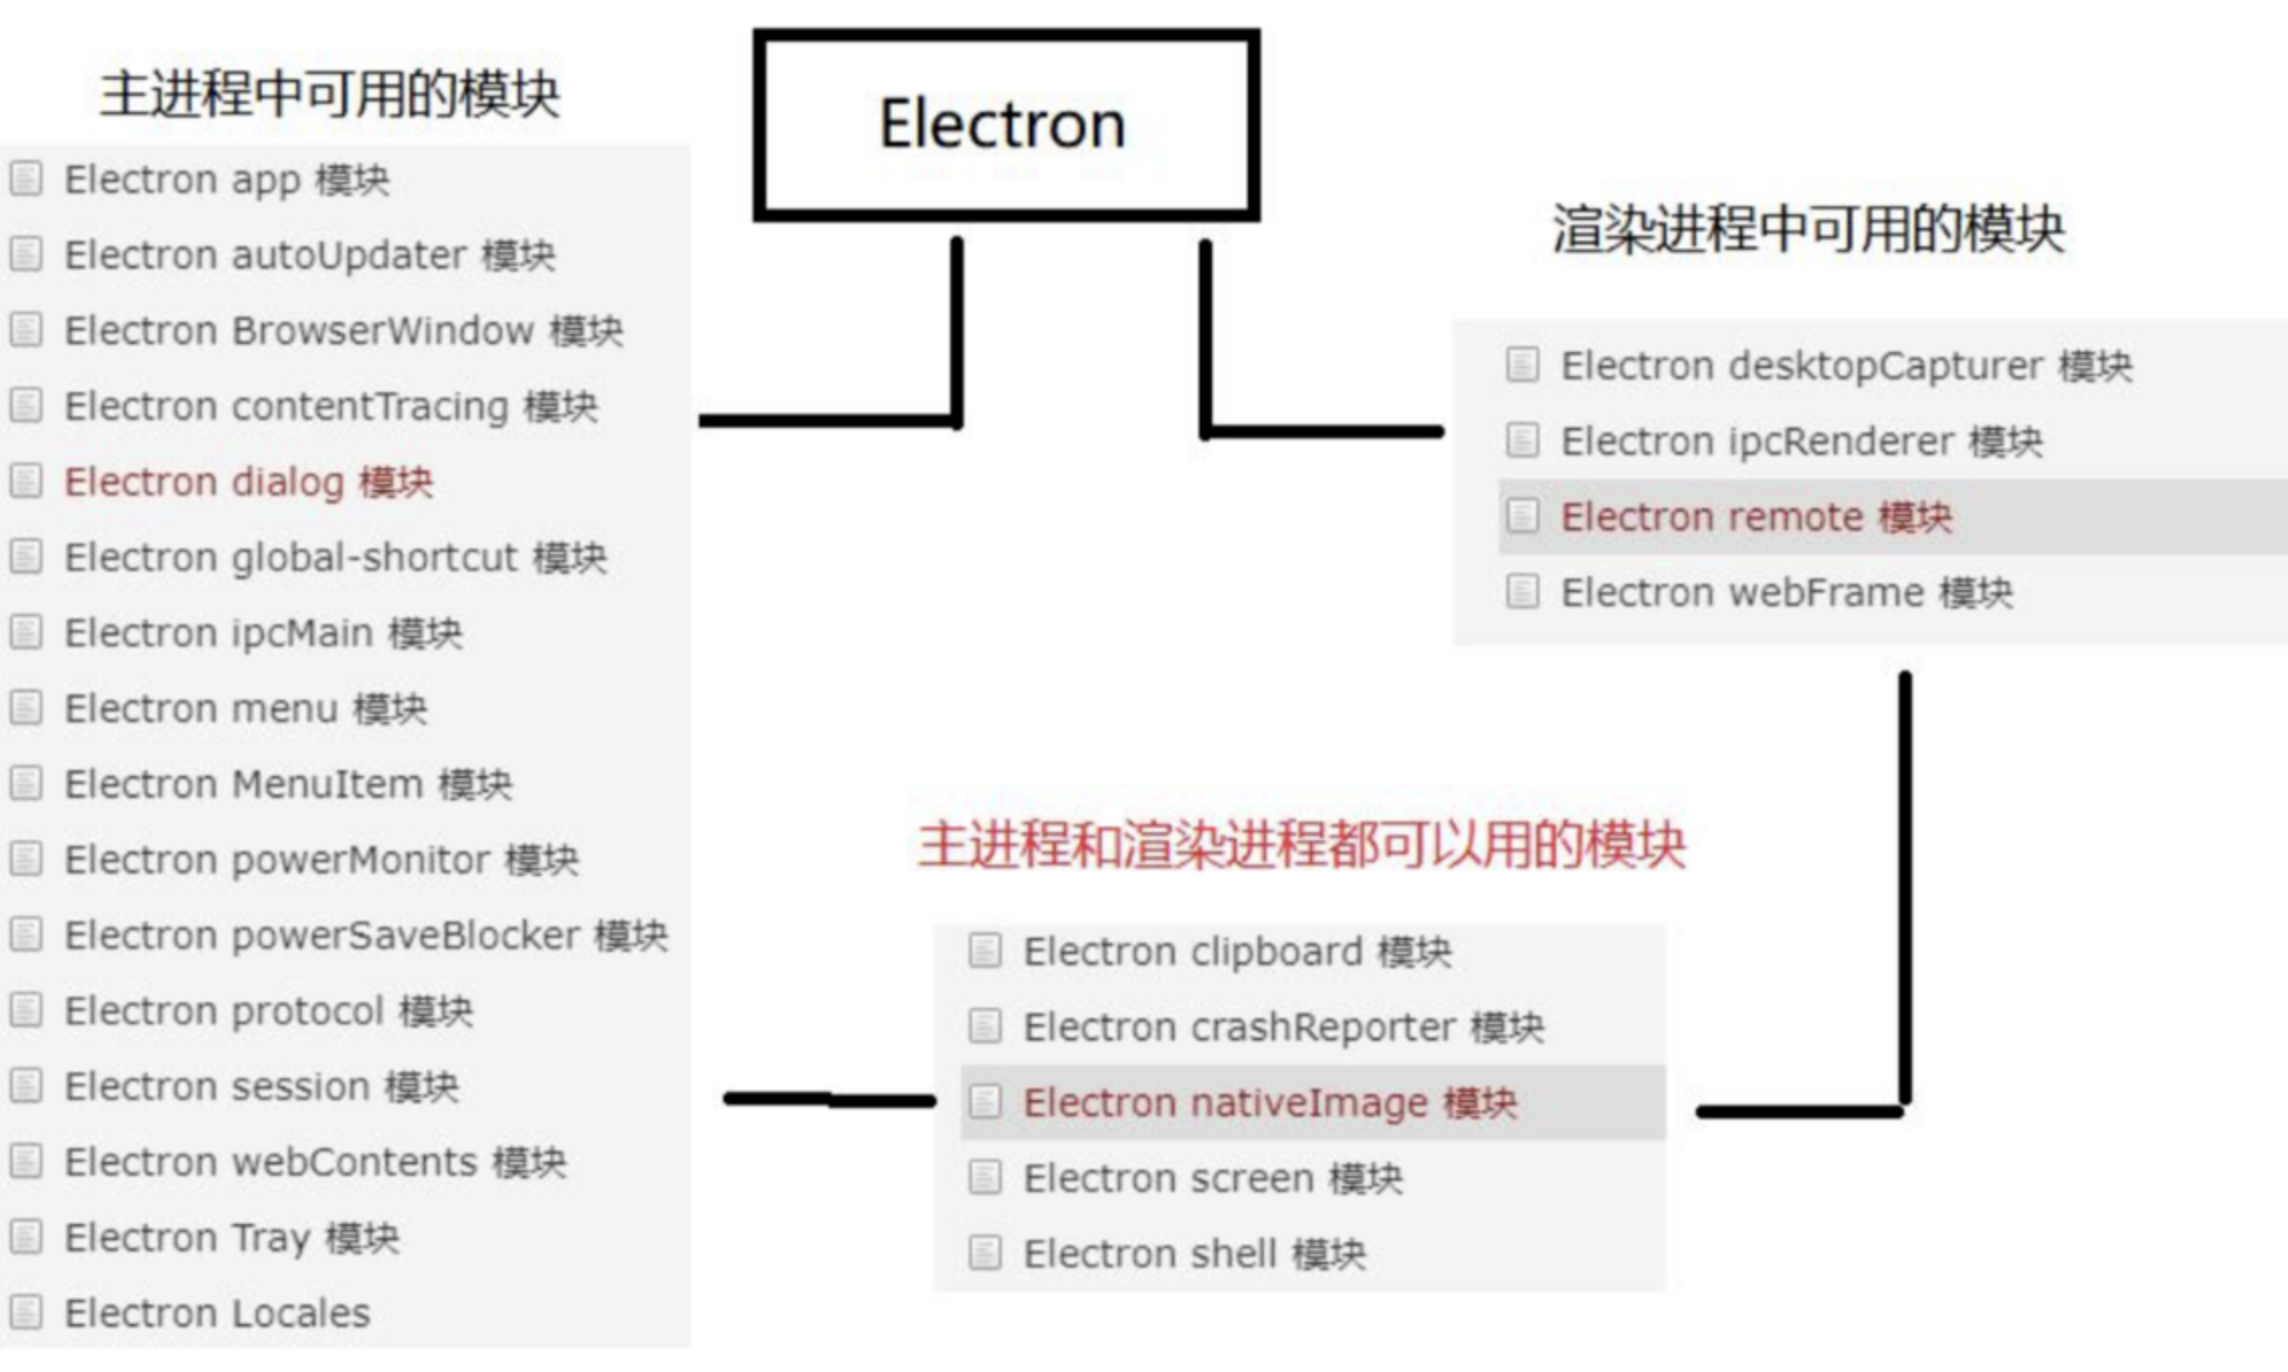 Electron
主进程中可用的模块
Electron app 模块
Electron autoUpdater 模块
Electron BrowserWindow 模块
Electron contentTracing 模块
Electron dialog 模块
Electron global-shortcut 模块
Electron ipcMain 模块
Electron menu 模块
Electron MenuItem 模块
Electron powerMonitor 模块
Electron powerSaveBlocker 模块
Electron protocol 模块
Electron session 模块
Electron webContents 模块
Electron Tray 模块
Electron Locales
渲染进程中可用的模块
Electron desktopCapturer 模块
Electron ipcRenderer 模块
Electron remote 模块
Electron webFrame 模块
主进程和渲染进程都可以用的模块
Electron clipboard 模块
Electron crashReporter 模块
Electron nativeImage 模块
Electron screen 模块
Electron shell 模块